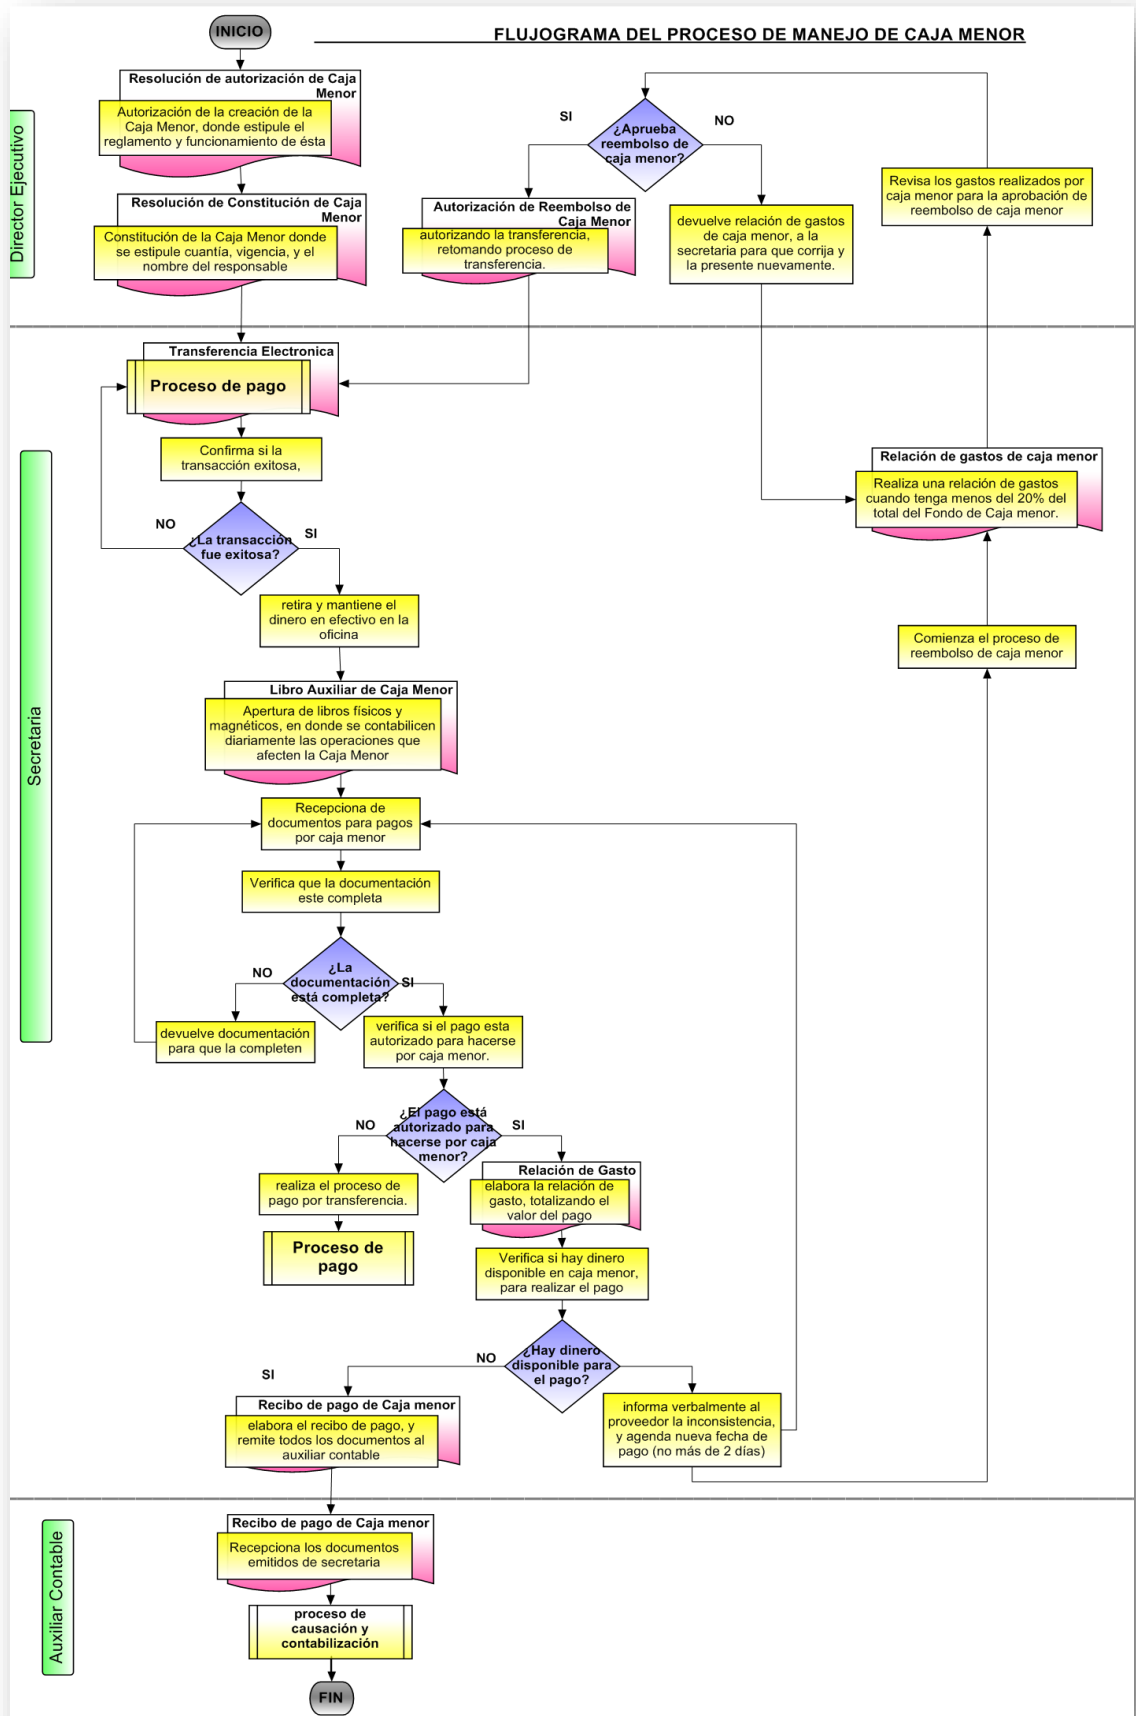 INICIO
FLUJOGRAMA DEL PROCESO DE MANEJO DE CAJA MENOR
Director Ejecutivo
Resolución de autorización de Caja
Menor
Autorización de la creación de la
Caja Menor, donde estipule el
reglamento y funcionamiento de ésta
Resolución de Constitución de Caja
Menor
Constitución de la Caja Menor donde
se estipule cuantía, vigencia, y el
nombre del responsable
SI
¿Aprueba
reembolso de
caja menor?
NO
Autorización de Reembolso de
Caja Menor
autorizando la transferencia,
retomando proceso de
transferencia.
devuelve relación de gastos
de caja menor, a la
secretaria para que corrija y
la presente nuevamente.
Revisa los gastos realizados por
caja menor para la aprobación de
reembolso de caja menor
Secretaria
Transferencia Electronica
Proceso de pago
Confirma si la
transacción exitosa,
NO
¿La transacción
fue exitosa?
SI
retira y mantiene el
dinero en efectivo en la
oficina
Relación de gastos de caja menor
Realiza una relación de gastos
cuando tenga menos del 20% del
total del Fondo de Caja menor.
Comienza el proceso de
reembolso de caja menor
Libro Auxiliar de Caja Menor
Apertura de libros físicos y
magnéticos, en donde se contabilicen
diariamente las operaciones que
afecten la Caja Menor
Recepciona de
documentos para pagos
por caja menor
Verifica que la documentación
este completa
NO
¿La
documentación
está completa?
SI
devuelve documentación
para que la completen
verifica si el pago esta
autorizado para hacerse
por caja menor.
NO
¿El pago está
autorizado para
hacerse por caja
menor?
SI
realiza el proceso de
pago por transferencia.
Proceso de
pago
Relación de Gasto
elabora la relación de
gasto, totalizando el
valor del pago
Verifica si hay dinero
disponible en caja menor,
para realizar el pago
SI
NO
¿Hay dinero
disponible para
el pago?
Recibo de pago de Caja menor
elabora el recibo de pago, y
remite todos los documentos al
auxiliar contable
informa verbalmente al
proveedor la inconsistencia,
y agenda nueva fecha de
pago (no más de 2 días)
Auxiliar Contable
Recibo de pago de Caja menor
Recepciona los documentos
emitidos de secretaria
proceso de
causación y
contabilización
FIN